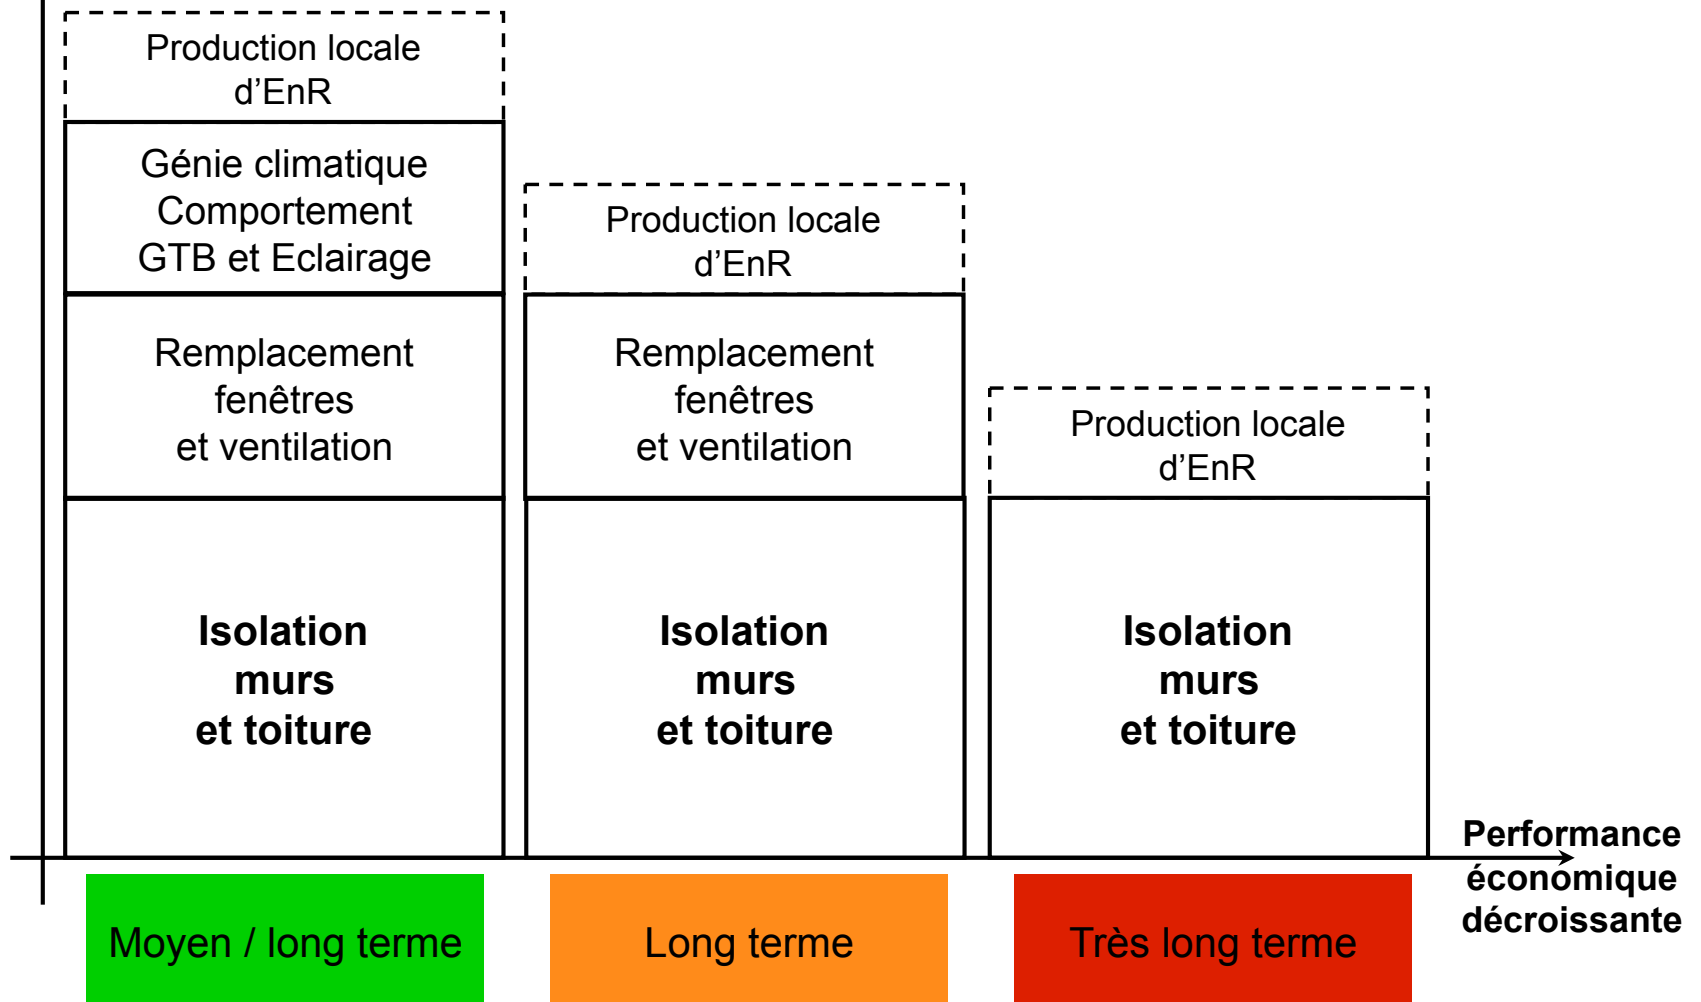 Production locale
d’EnR
Génie climatique
Comportement
GTB et Eclairage
Remplacement
fenêtres
et ventilation
Isolation
murs
et toiture
Production locale
d’EnR
Remplacement
fenêtres
et ventilation
Isolation
murs
et toiture
Production locale
d’EnR
Isolation
murs
et toiture
Performance
économique
décroissante
Moyen / long terme
Long terme
Très long terme